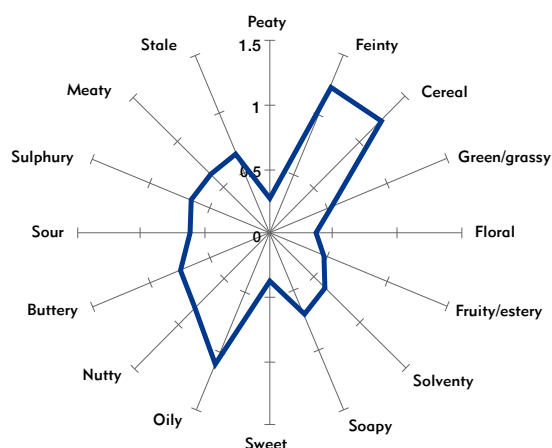 Peaty
1.5
Stale
Feinty
Meaty
Cereal
1
Sulphury
Green/grassy
0.5
Sour
0
Floral
Buttery
Fruity/estery
Nutty
Solventy
Oily
Soapy
Sweet